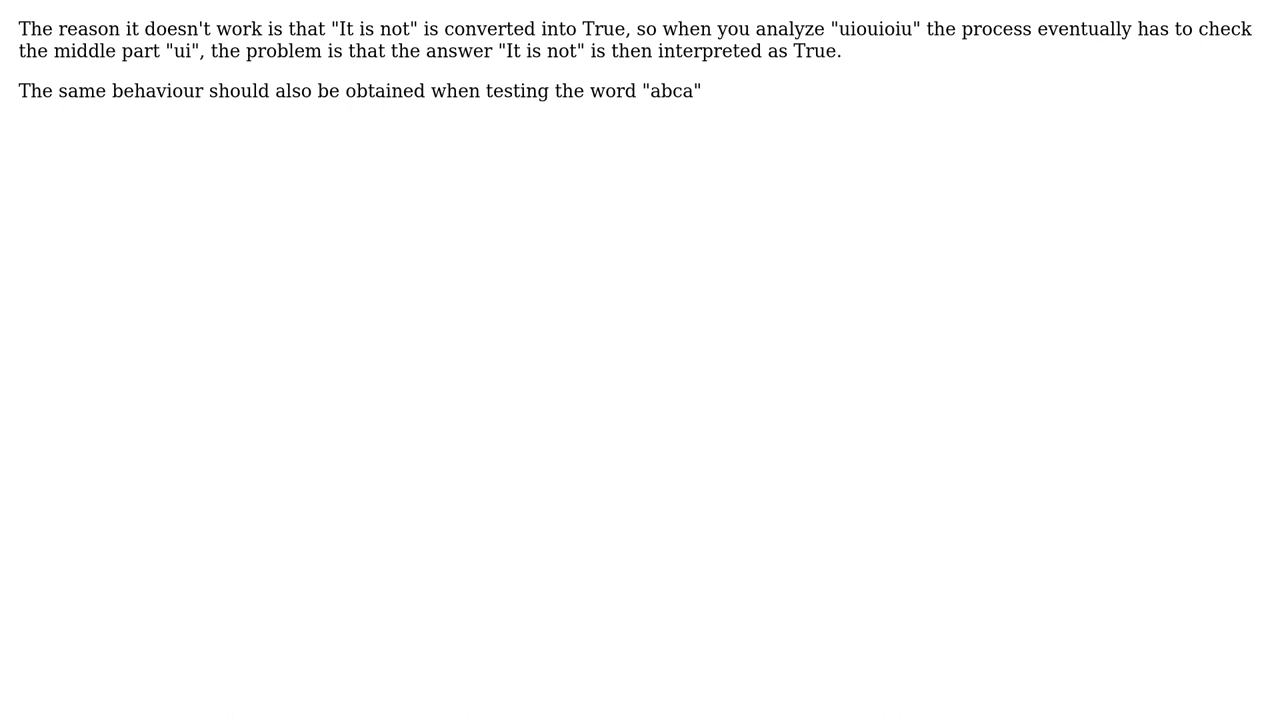 The reason it doesn't work is that "It is not" is converted into True, so when you analyze "uiouioiu" the process eventually has to check
the middle part "ui", the problem is that the answer "It is not" is then interpreted as True.
The same behaviour should also be obtained when testing the word "abca"